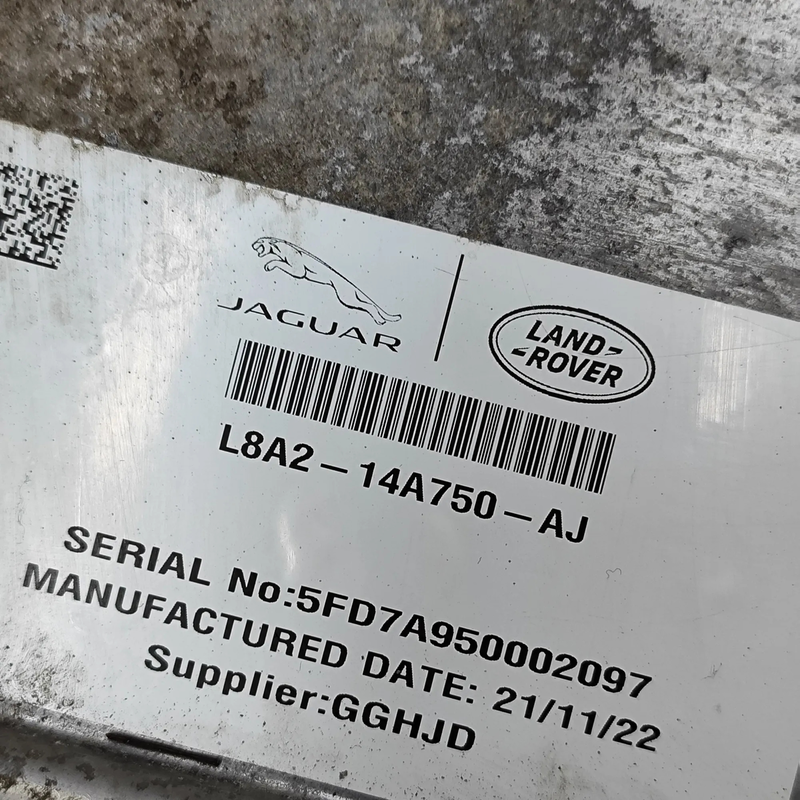 JAGUAR
LAND
ROVER
L8A2-14A750-AJ
SERIAL No:5FD7A950002097
MANUFACTURED DATE: 21/11/22
Supplier:GGHJD